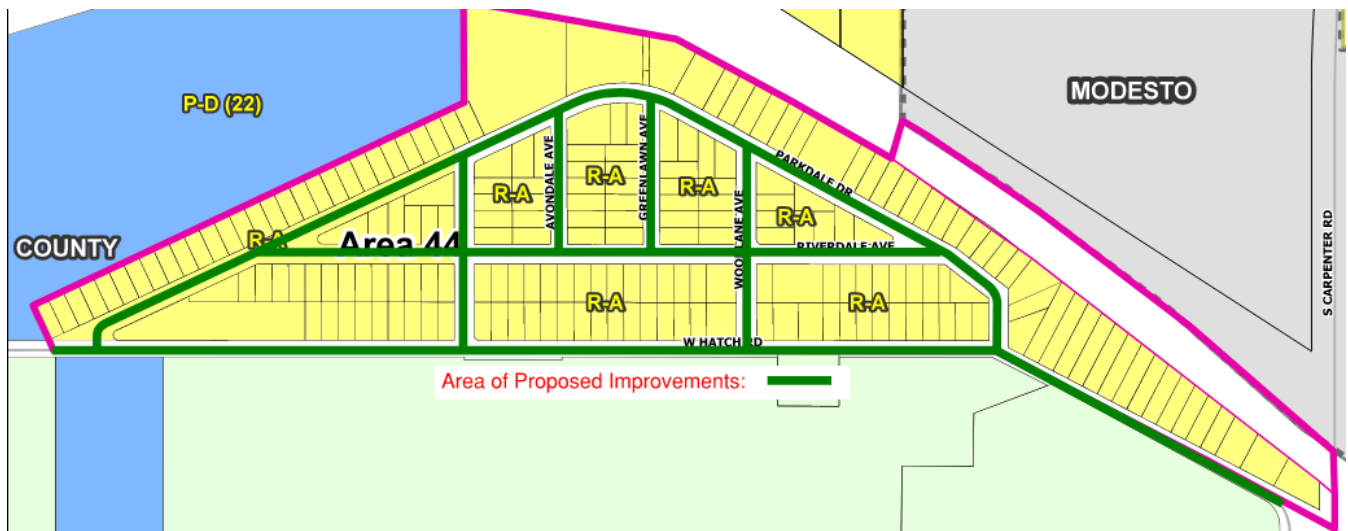 MODESTO
P-D (22)
AVONDALE AVE
GREENLAWN AVE
PARKDALE DR
R-A
R-A
R-A
R-A
S CARPENTER RD
COUNTY
R-A
Area 44
WOODLANE AVE
RIVERDALE AVE
R-A
R-A
W HATCH RD
Area of Proposed Improvements: